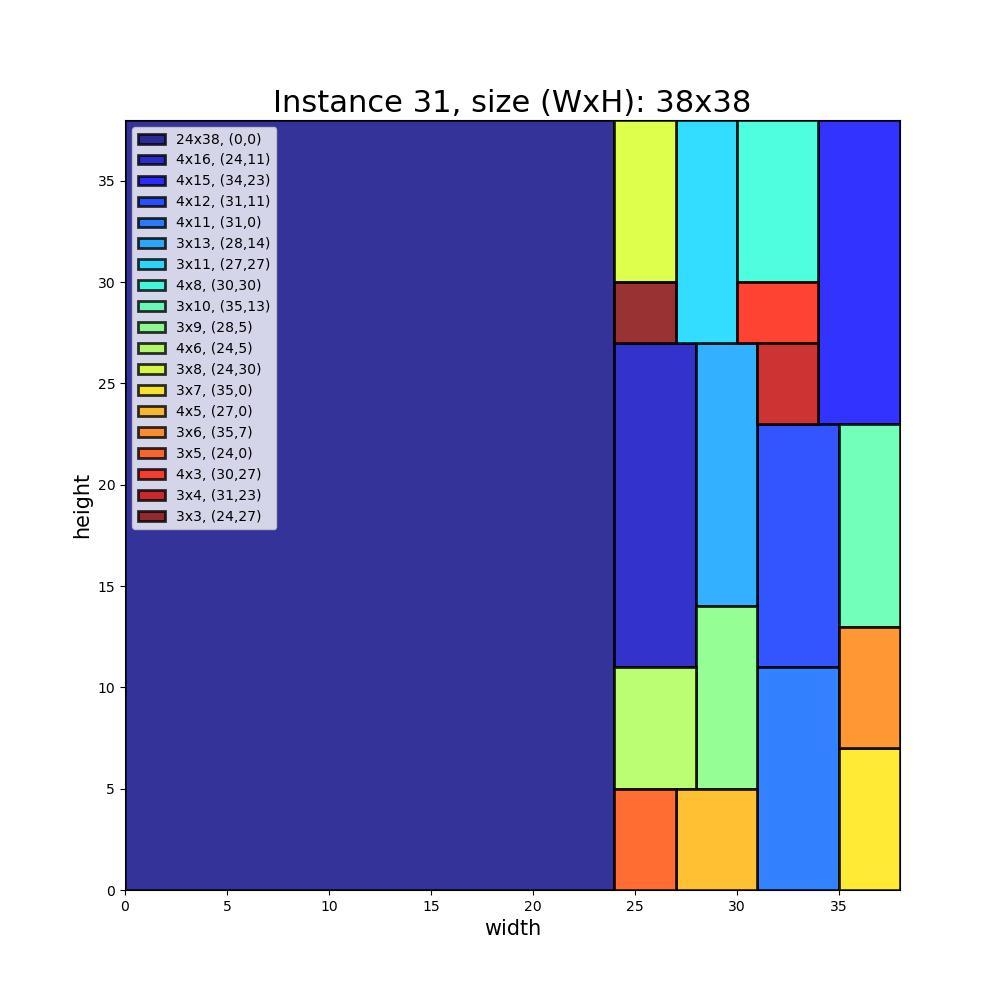 Instance 31, size (WxH): 38x38
24x38, (0,0)
4x16, (24,11)
4x15, (34,23)
4x12, (31,11)
4x11, (31,0)
3x13, (28,14)
3x11, (27,27)
4x8, (30,30)
3x10, (35,13)
3x9, (28,5)
4x6, (24,5)
3x8, (24,30)
3x7, (35,0)
4x5, (27,0)
3x6, (35,7)
3x5, (24,0)
4x3, (30,27)
3x4, (31,23)
3x3, (24,27)
height
35
30
25
20
15
10
5
0
0 5 10 15 20 25 30 35
width